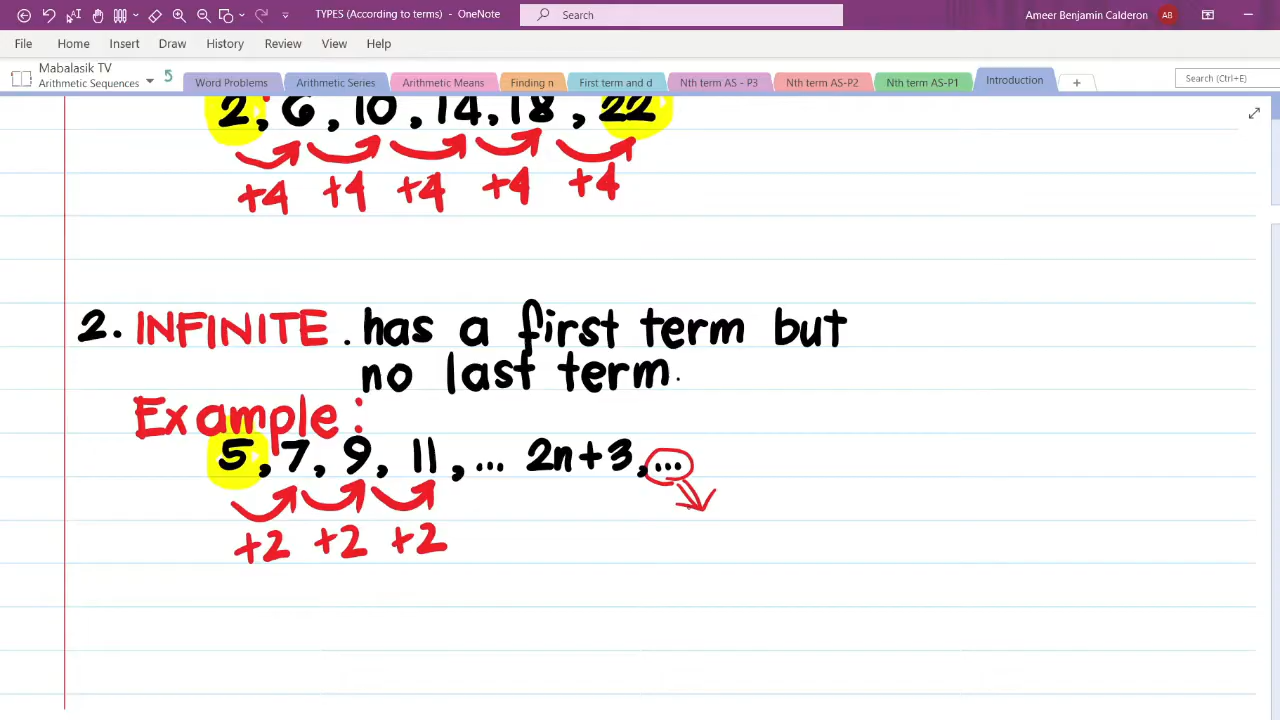 TYPES (According to terms) - OneNote
Search
Ameer Benjamin Calderon AB
File Home Insert Draw History Review View Help
Mabalasik TV
Arithmetic Sequences
Word Problems Arithmetic Series Arithmetic Means Finding n First term and d Nth term AS - P3 Nth term AS-P2 Nth term AS-P1 Introduction +
Search (Ctrl+E)
2, 6, 10, 14, 18, 22
+4 +4 +4 +4 +4
2. INFINITE . has a first term but
no last term.
Example:
5, 7, 9, 11, ... 2n+3, ...
+2 +2 +2